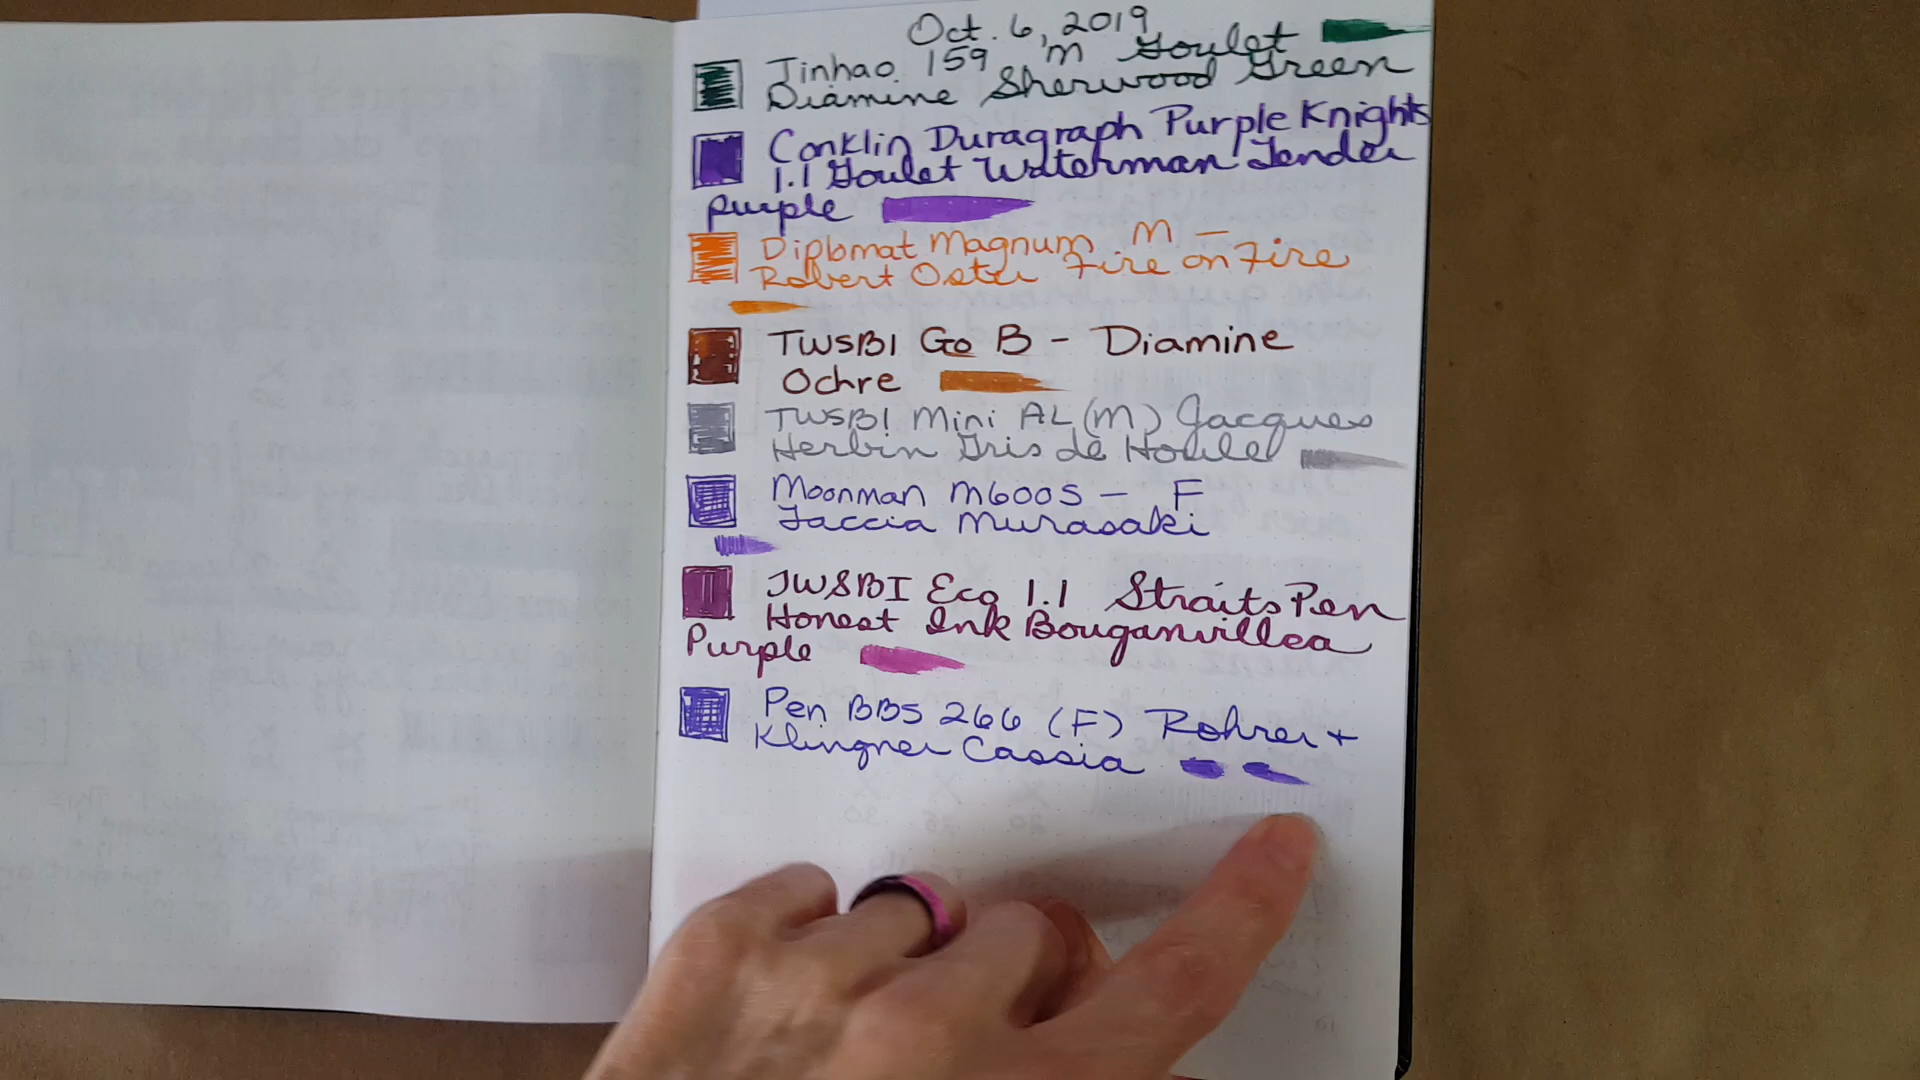 Oct. 6, 2019
Jinhao 159 M Goulet
Diamine Sherwood Green
Conklin Duragraph Purple Knights
1.1 Goulet Waterman Tender
purple
Diplomat Magnum M —
Robert Oster Fire on Fire
TWSBI Go B - Diamine
Ochre
TWSBI Mini AL (M) Jacques
Herbin Gris de Houle
Moonman M600S - F
Taccia Murasaki
TWSBI Eco 1.1 Straits Pen
Honest Ink Bouganvillea
Purple
Pen BBS 266 (F) Rohrer +
Klingner Cassia